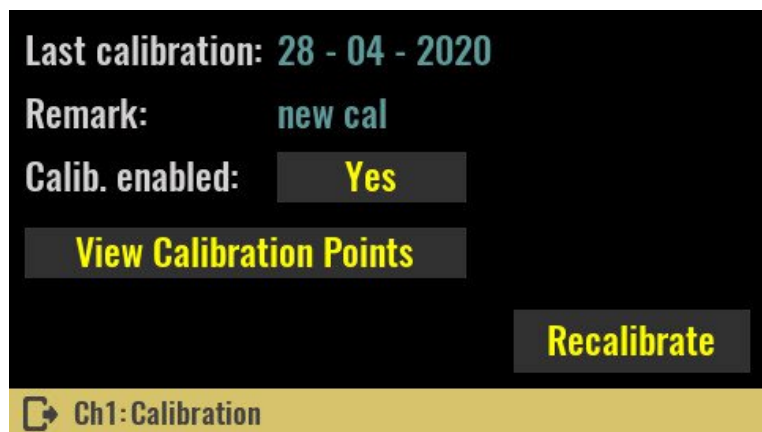 Last calibration: 28 - 04 - 2020
Remark: new cal
Calib. enabled: Yes
View Calibration Points
Recalibrate
Ch1: Calibration